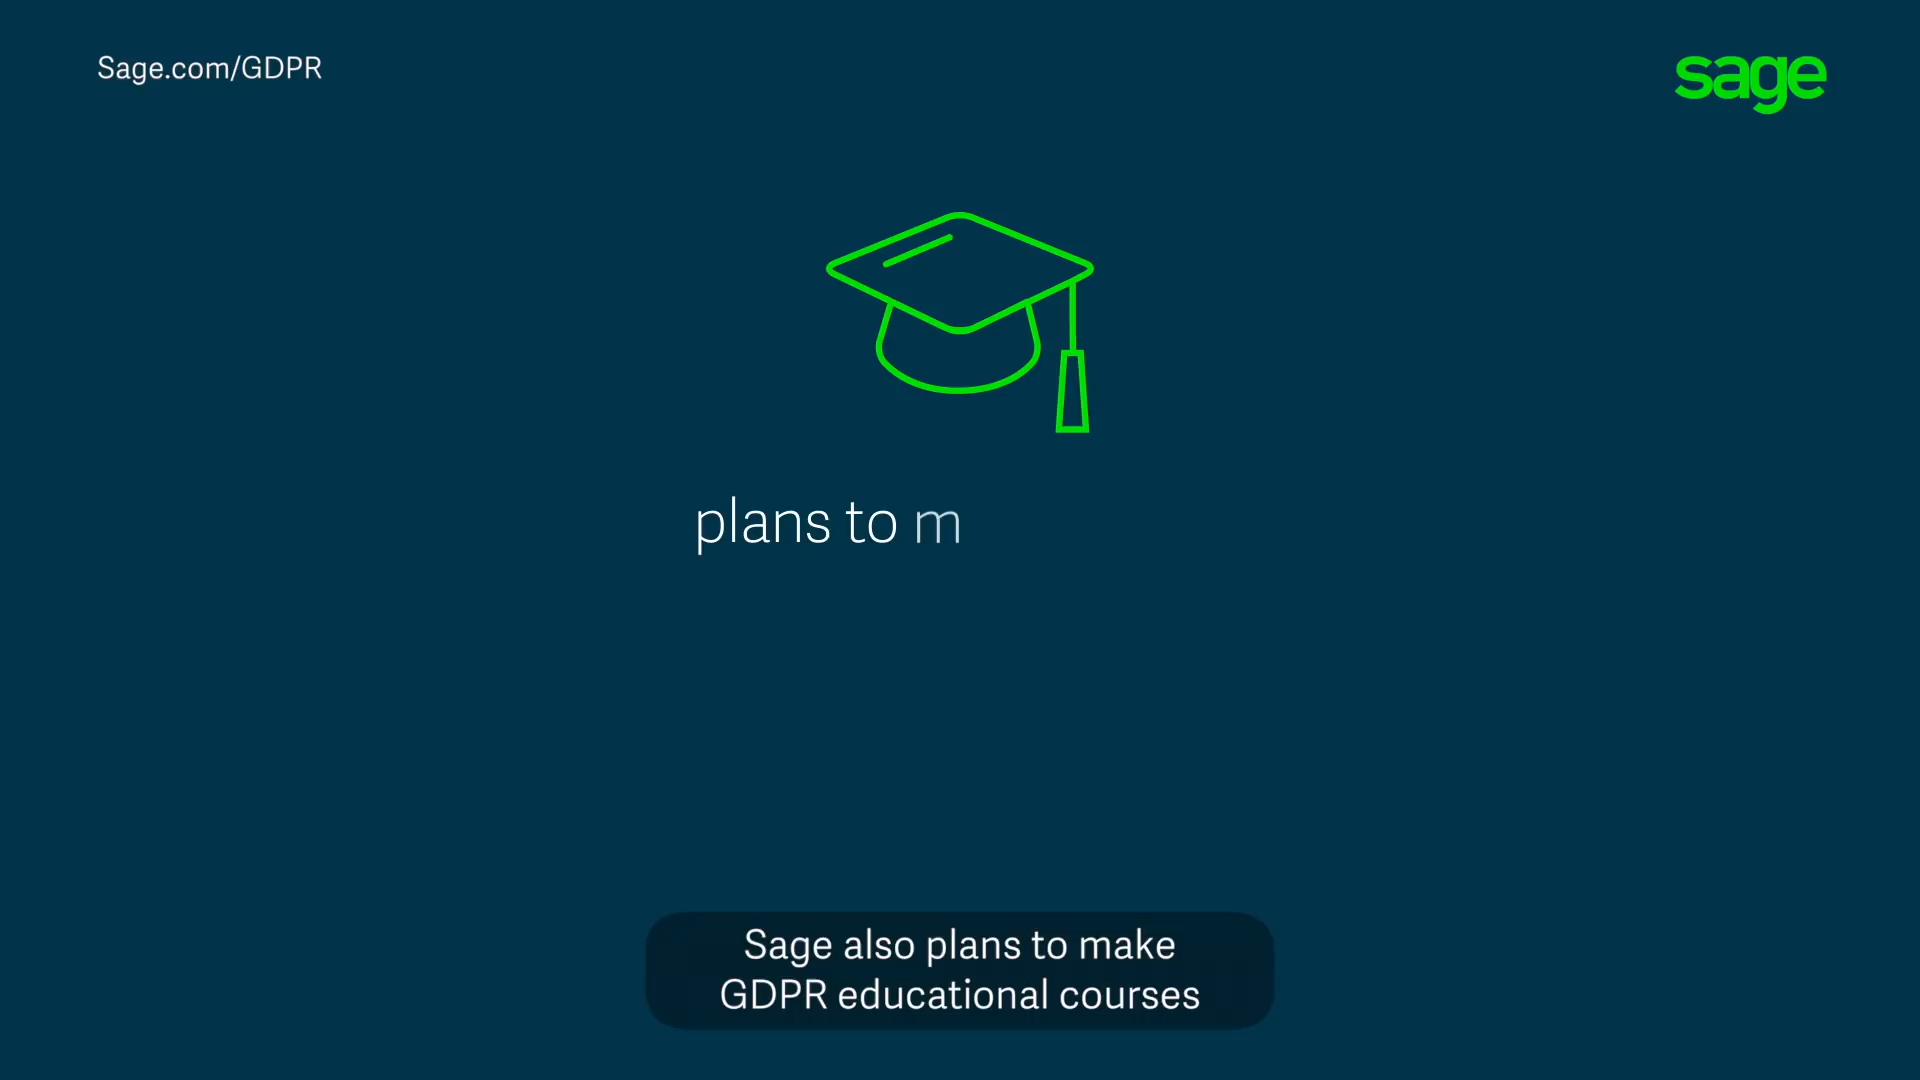 Sage.com/GDPR
sage
plans to m
Sage also plans to make
GDPR educational courses